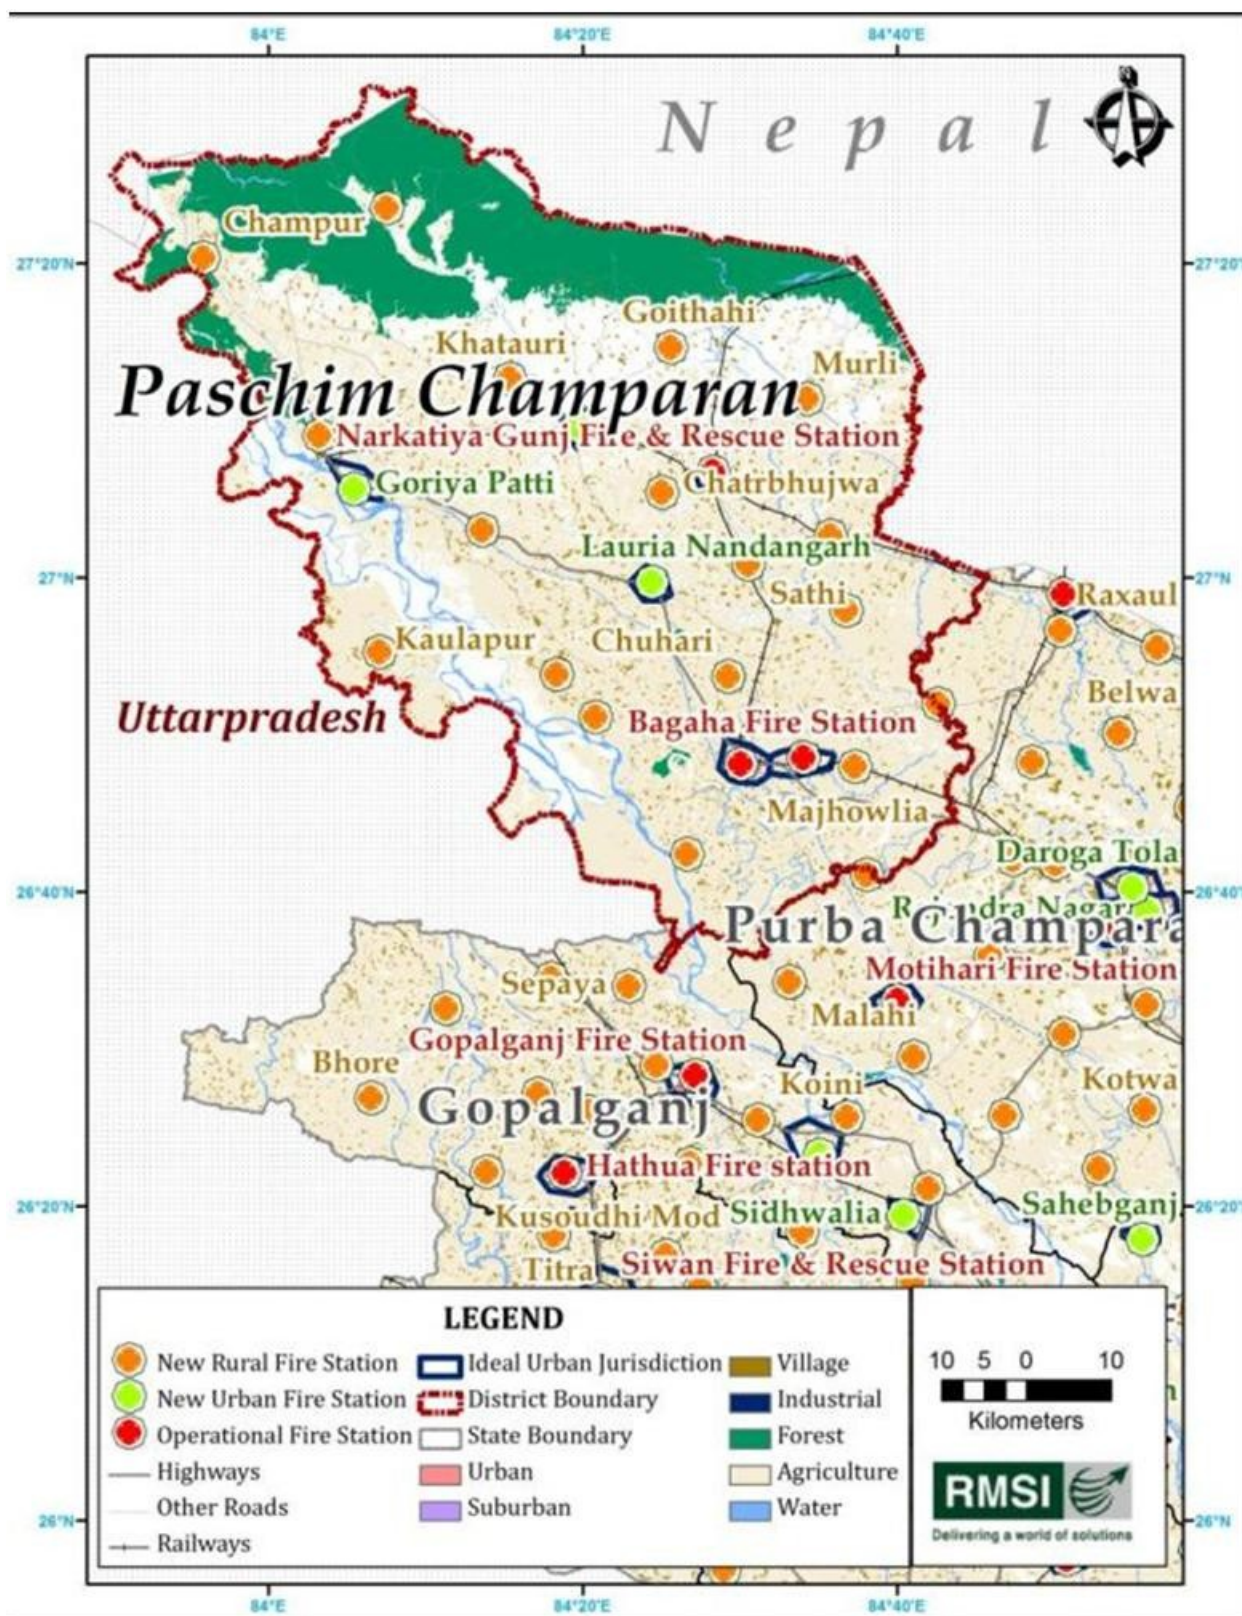 84°E 84°20'E 84°40'E
N e p a l
Champur
27°20'N
Goithahi
Khatauri
Murli
Paschim Champaran
Narkatiya Gunj Fire & Rescue Station
Goriya Patti
Chatrbhujwa
Lauria Nandangarh
27°N 27°N
Sathi
Raxaul
Kaulapur
Chuhari
Belwa
Uttarpradesh
Bagaha Fire Station
Majhowlia
Daroga Tola
26°40'N
Purba Champara
Motihari Fire Station
Sepaya
Malahi
Gopalganj Fire Station
Bhore
Koini
Kotwa
Gopalganj
Hathua Fire station
26°20'N
Sahebganj
Kusoudhi Mod
Sidhwalia
Titra
Siwan Fire & Rescue Station
LEGEND
New Rural Fire Station
New Urban Fire Station
Operational Fire Station
Highways
Other Roads
Railways
Ideal Urban Jurisdiction
District Boundary
State Boundary
Urban
Suburban
Village
Industrial
Forest
Agriculture
Water
10 5 0 10
Kilometers
RMSI
Delivering a world of solutions
26°N 26°N
84°E 84°20'E 84°40'E